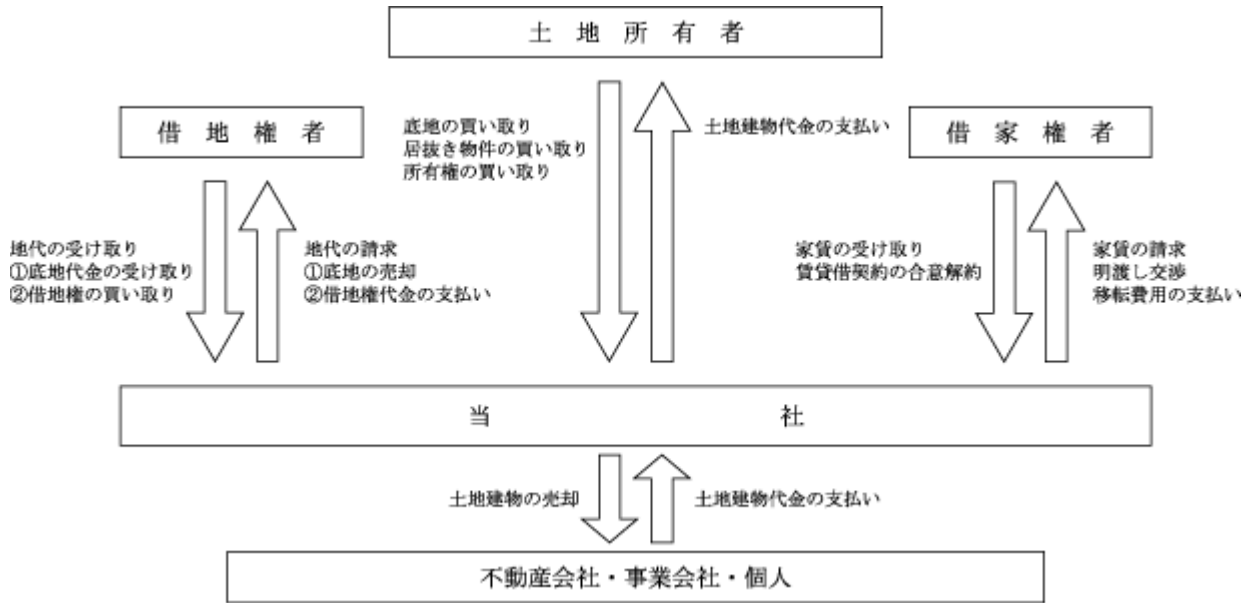 土地所有者
借地権者
底地の買い取り
居抜き物件の買い取り
所有権の買い取り
土地建物代金の支払い
借家権者
地代の受け取り
①底地代金の受け取り
②借地権の買い取り
地代の請求
①底地の売却
②借地権代金の支払い
家賃の受け取り
賃貸借契約の合意解約
家賃の請求
明渡し交渉
移転費用の支払い
当社
土地建物の売却
土地建物代金の支払い
不動産会社・事業会社・個人